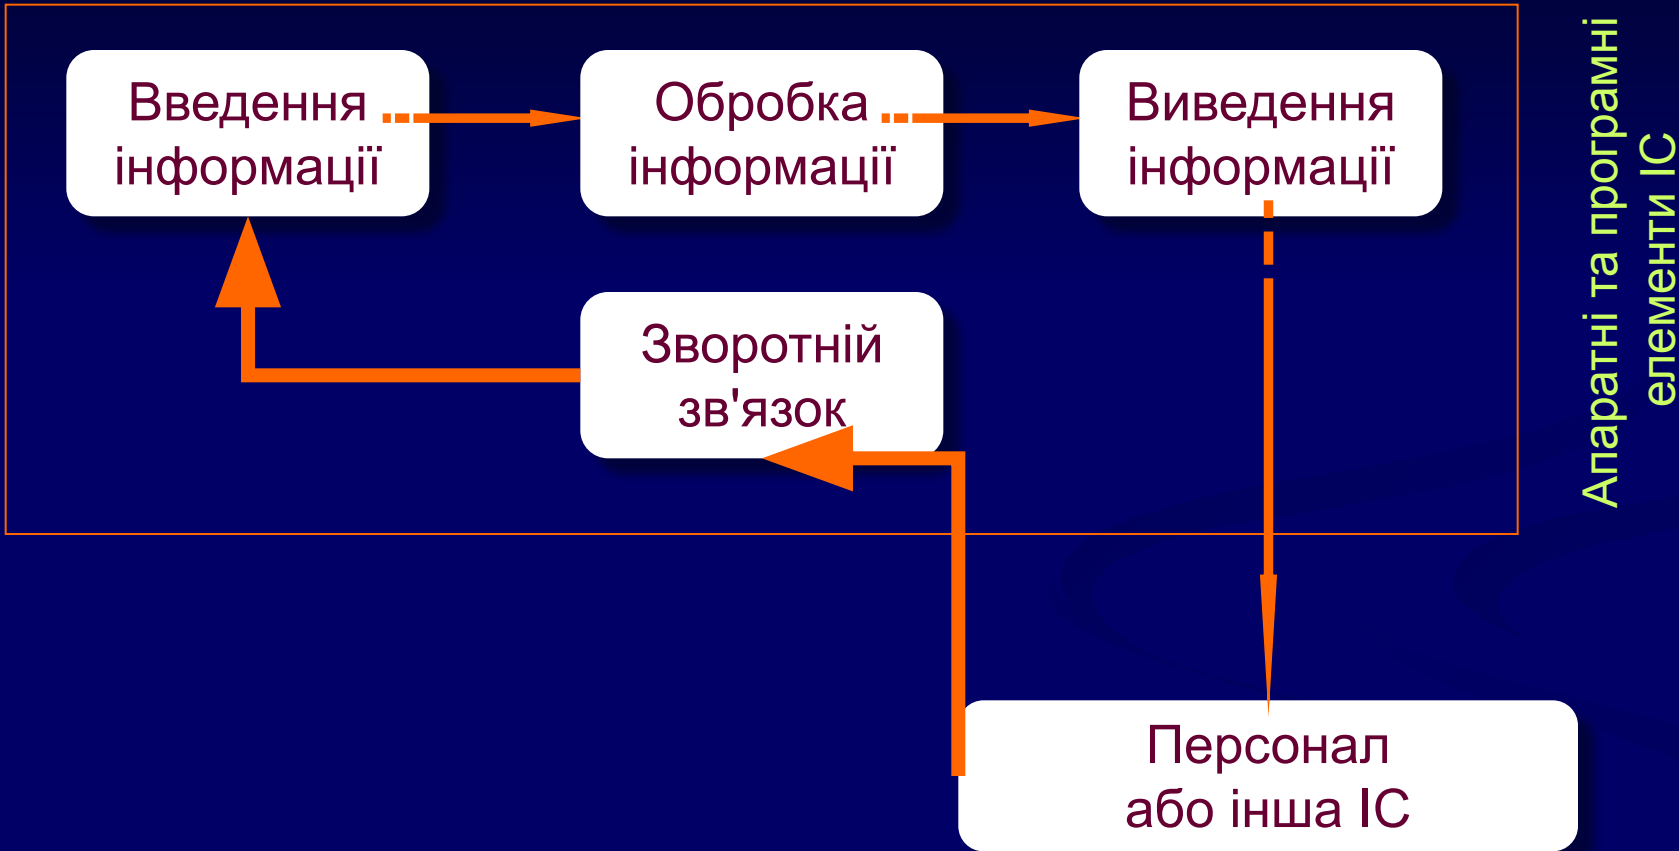 Введення
інформації
Обробка
інформації
Виведення
інформації
Зворотній
зв'язок
Персонал
або інша ІС
Апаратні та програмні
елементи ІС